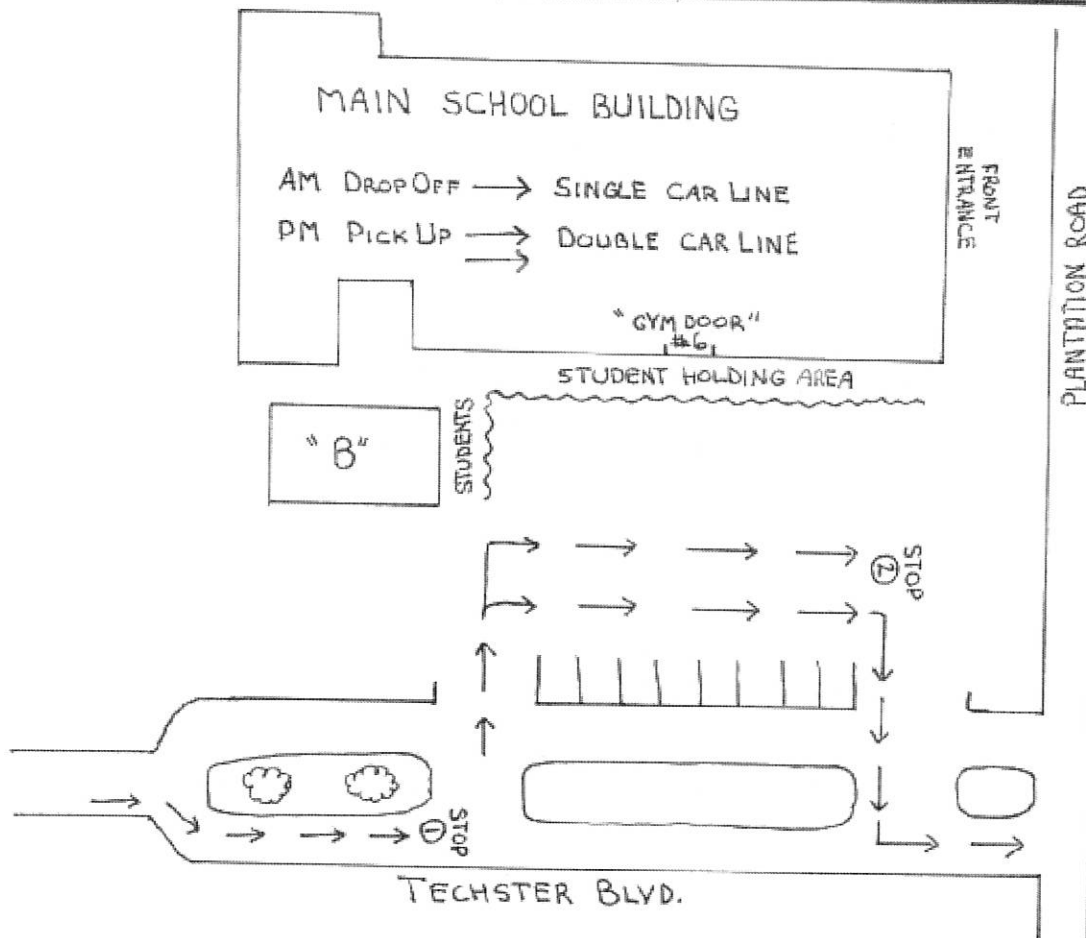 MAIN SCHOOL BUILDING
AM DROP OFF → SINGLE CAR LINE
PM PICK UP → DOUBLE CAR LINE
→
FRONT
ENTRANCE
PLANTATION ROAD
"GYM DOOR"
#6
STUDENT HOLDING AREA
"B"
STUDENTS
STOP
②
STOP
①
TECHSTER BLVD.